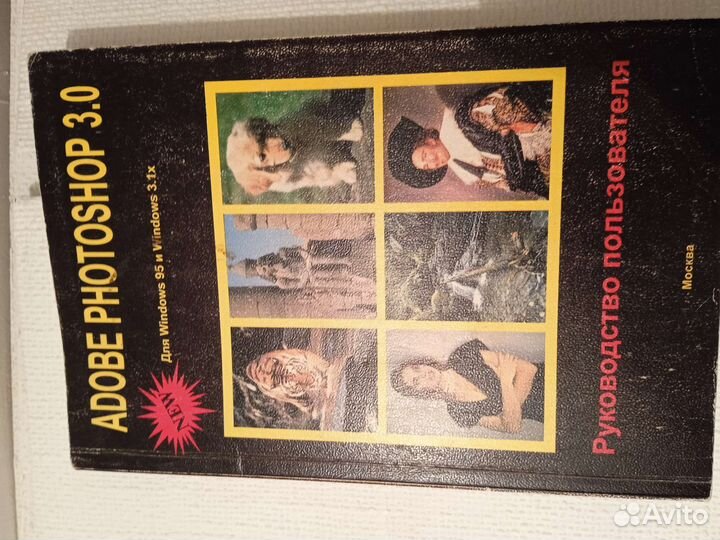 ADOBE PHOTOSHOP 3.0
NEW
Для Windows 95 и Windows 3.1x
Руководство пользователя
Москва
Avito